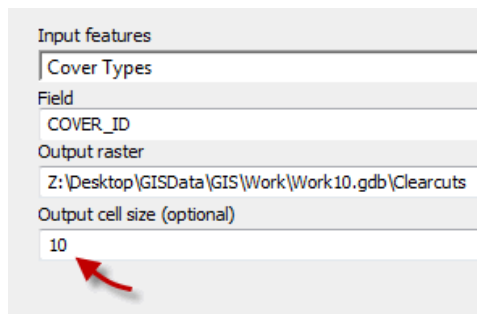 Input features
Cover Types
Field
COVER_ID
Output raster
Z:\Desktop\GISData\GIS\Work\Work10.gdb\Clearcuts
Output cell size (optional)
10